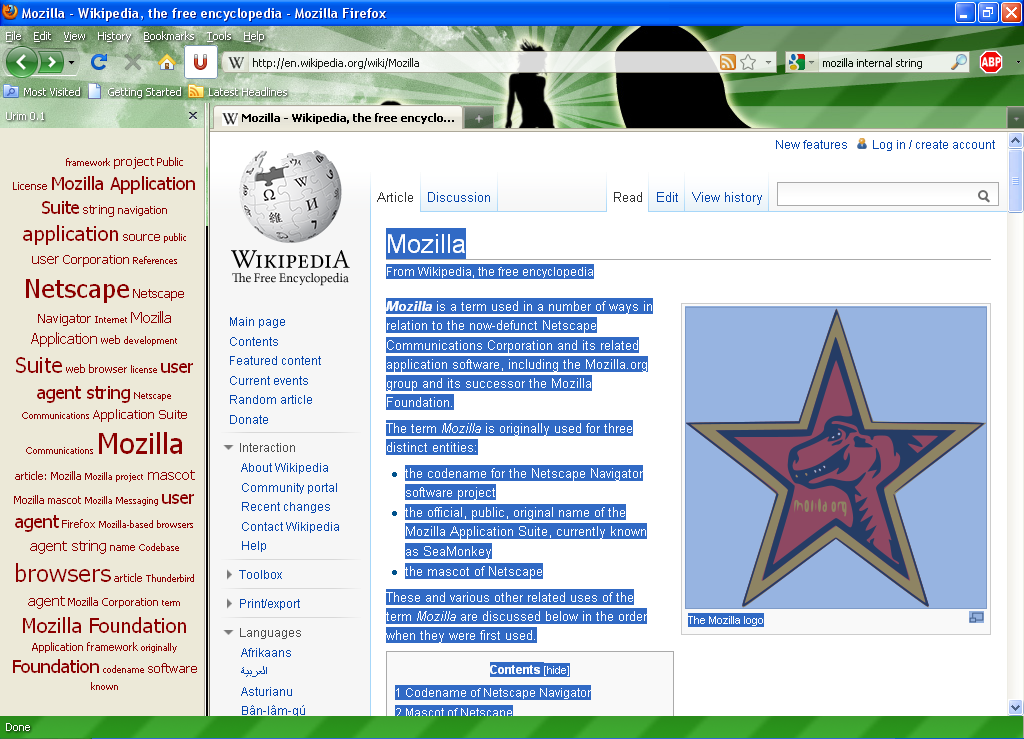 Mozilla - Wikipedia, the free encyclopedia - Mozilla Firefox
File Edit View History Bookmarks Tools Help
http://en.wikipedia.org/wiki/Mozilla
mozilla internal string
ABP
Most Visited Getting Started Latest Headlines
Urim 0.1
framework project Public
License Mozilla Application
Suite string navigation
application source public
user Corporation References
Netscape Netscape
Navigator Internet Mozilla
Application web development
Suite web browser license user
agent string Netscape
Communications Application Suite
Communications Mozilla
article: Mozilla Mozilla project mascot
Mozilla mascot Mozilla Messaging user
agent Firefox Mozilla-based browsers
agent string name Codebase
browsers article Thunderbird
agent Mozilla Corporation term
Mozilla Foundation
Application framework originally
Foundation codename software
known
W Mozilla - Wikipedia, the free encyclo...
New features Log in / create account
WIKIPEDIA
The Free Encyclopedia
Main page
Contents
Featured content
Current events
Random article
Donate
Interaction
About Wikipedia
Community portal
Recent changes
Contact Wikipedia
Help
Toolbox
Print/export
Languages
Afrikaans
العربية
Asturianu
Bân-lâm-gú
Article Discussion Read Edit View history
Mozilla
From Wikipedia, the free encyclopedia
Mozilla is a term used in a number of ways in
relation to the now-defunct Netscape
Communications Corporation and its related
application software, including the Mozilla.org
group and its successor the Mozilla
Foundation.
The term Mozilla is originally used for three
distinct entities:
the codename for the Netscape Navigator
software project
the official, public, original name of the
Mozilla Application Suite, currently known
as SeaMonkey
the mascot of Netscape
These and various other related uses of the
term Mozilla are discussed below in the order
when they were first used.
mozilla.org
The Mozilla logo
Contents [hide]
1 Codename of Netscape Navigator
2 Mascot of Netscape
Done